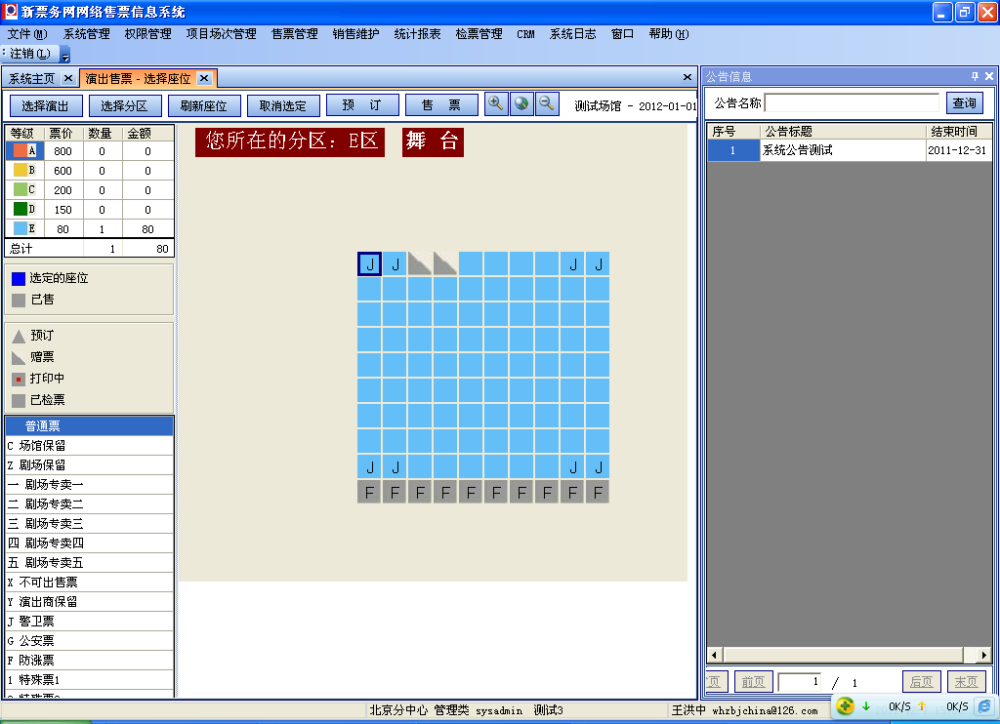 新票务网网络售票信息系统
文件(M) 系统管理 权限管理 项目场次管理 售票管理 销售维护 统计报表 检票管理 CRM 系统日志 窗口 帮助(H)
注销(L)
系统主页 演出售票 - 选择座位
选择演出 选择分区 刷新座位 取消选定 预 订 售 票 测试场馆 - 2012-01-01
等级 票价 数量 金额
A 800 0 0
B 600 0 0
C 200 0 0
D 150 0 0
E 80 1 80
总计 1 80
选定的座位
已售
预订
赠票
打印中
已检票
普通票
C 场馆保留
Z 剧场保留
一 剧场专卖一
二 剧场专卖二
三 剧场专卖三
四 剧场专卖四
五 剧场专卖五
X 不可出售票
Y 演出商保留
J 警卫票
G 公安票
F 防涨票
1 特殊票1
您所在的分区: E区 舞 台
J J J J
J J J J
F F F F F F F F F F
公告信息
公告名称 查询
序号 公告标题 结束时间
1 系统公告测试 2011-12-31
页 前页 1 / 1 后页 末页
北京分中心 管理类 sysadmin 测试3 王洪中 whzbjchina@126.com
0K/S 0K/S